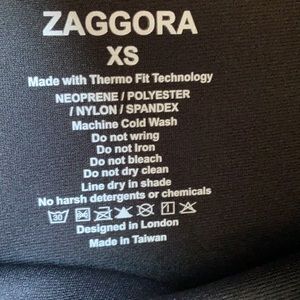 ZAGGORA
XS
Made with Thermo Fit Technology
NEOPRENE / POLYESTER
/ NYLON / SPANDEX
Machine Cold Wash
Do not wring
Do not Iron
Do not bleach
Do not dry clean
Line dry in shade
No harsh detergents or chemicals
30
Designed in London
Made in Taiwan